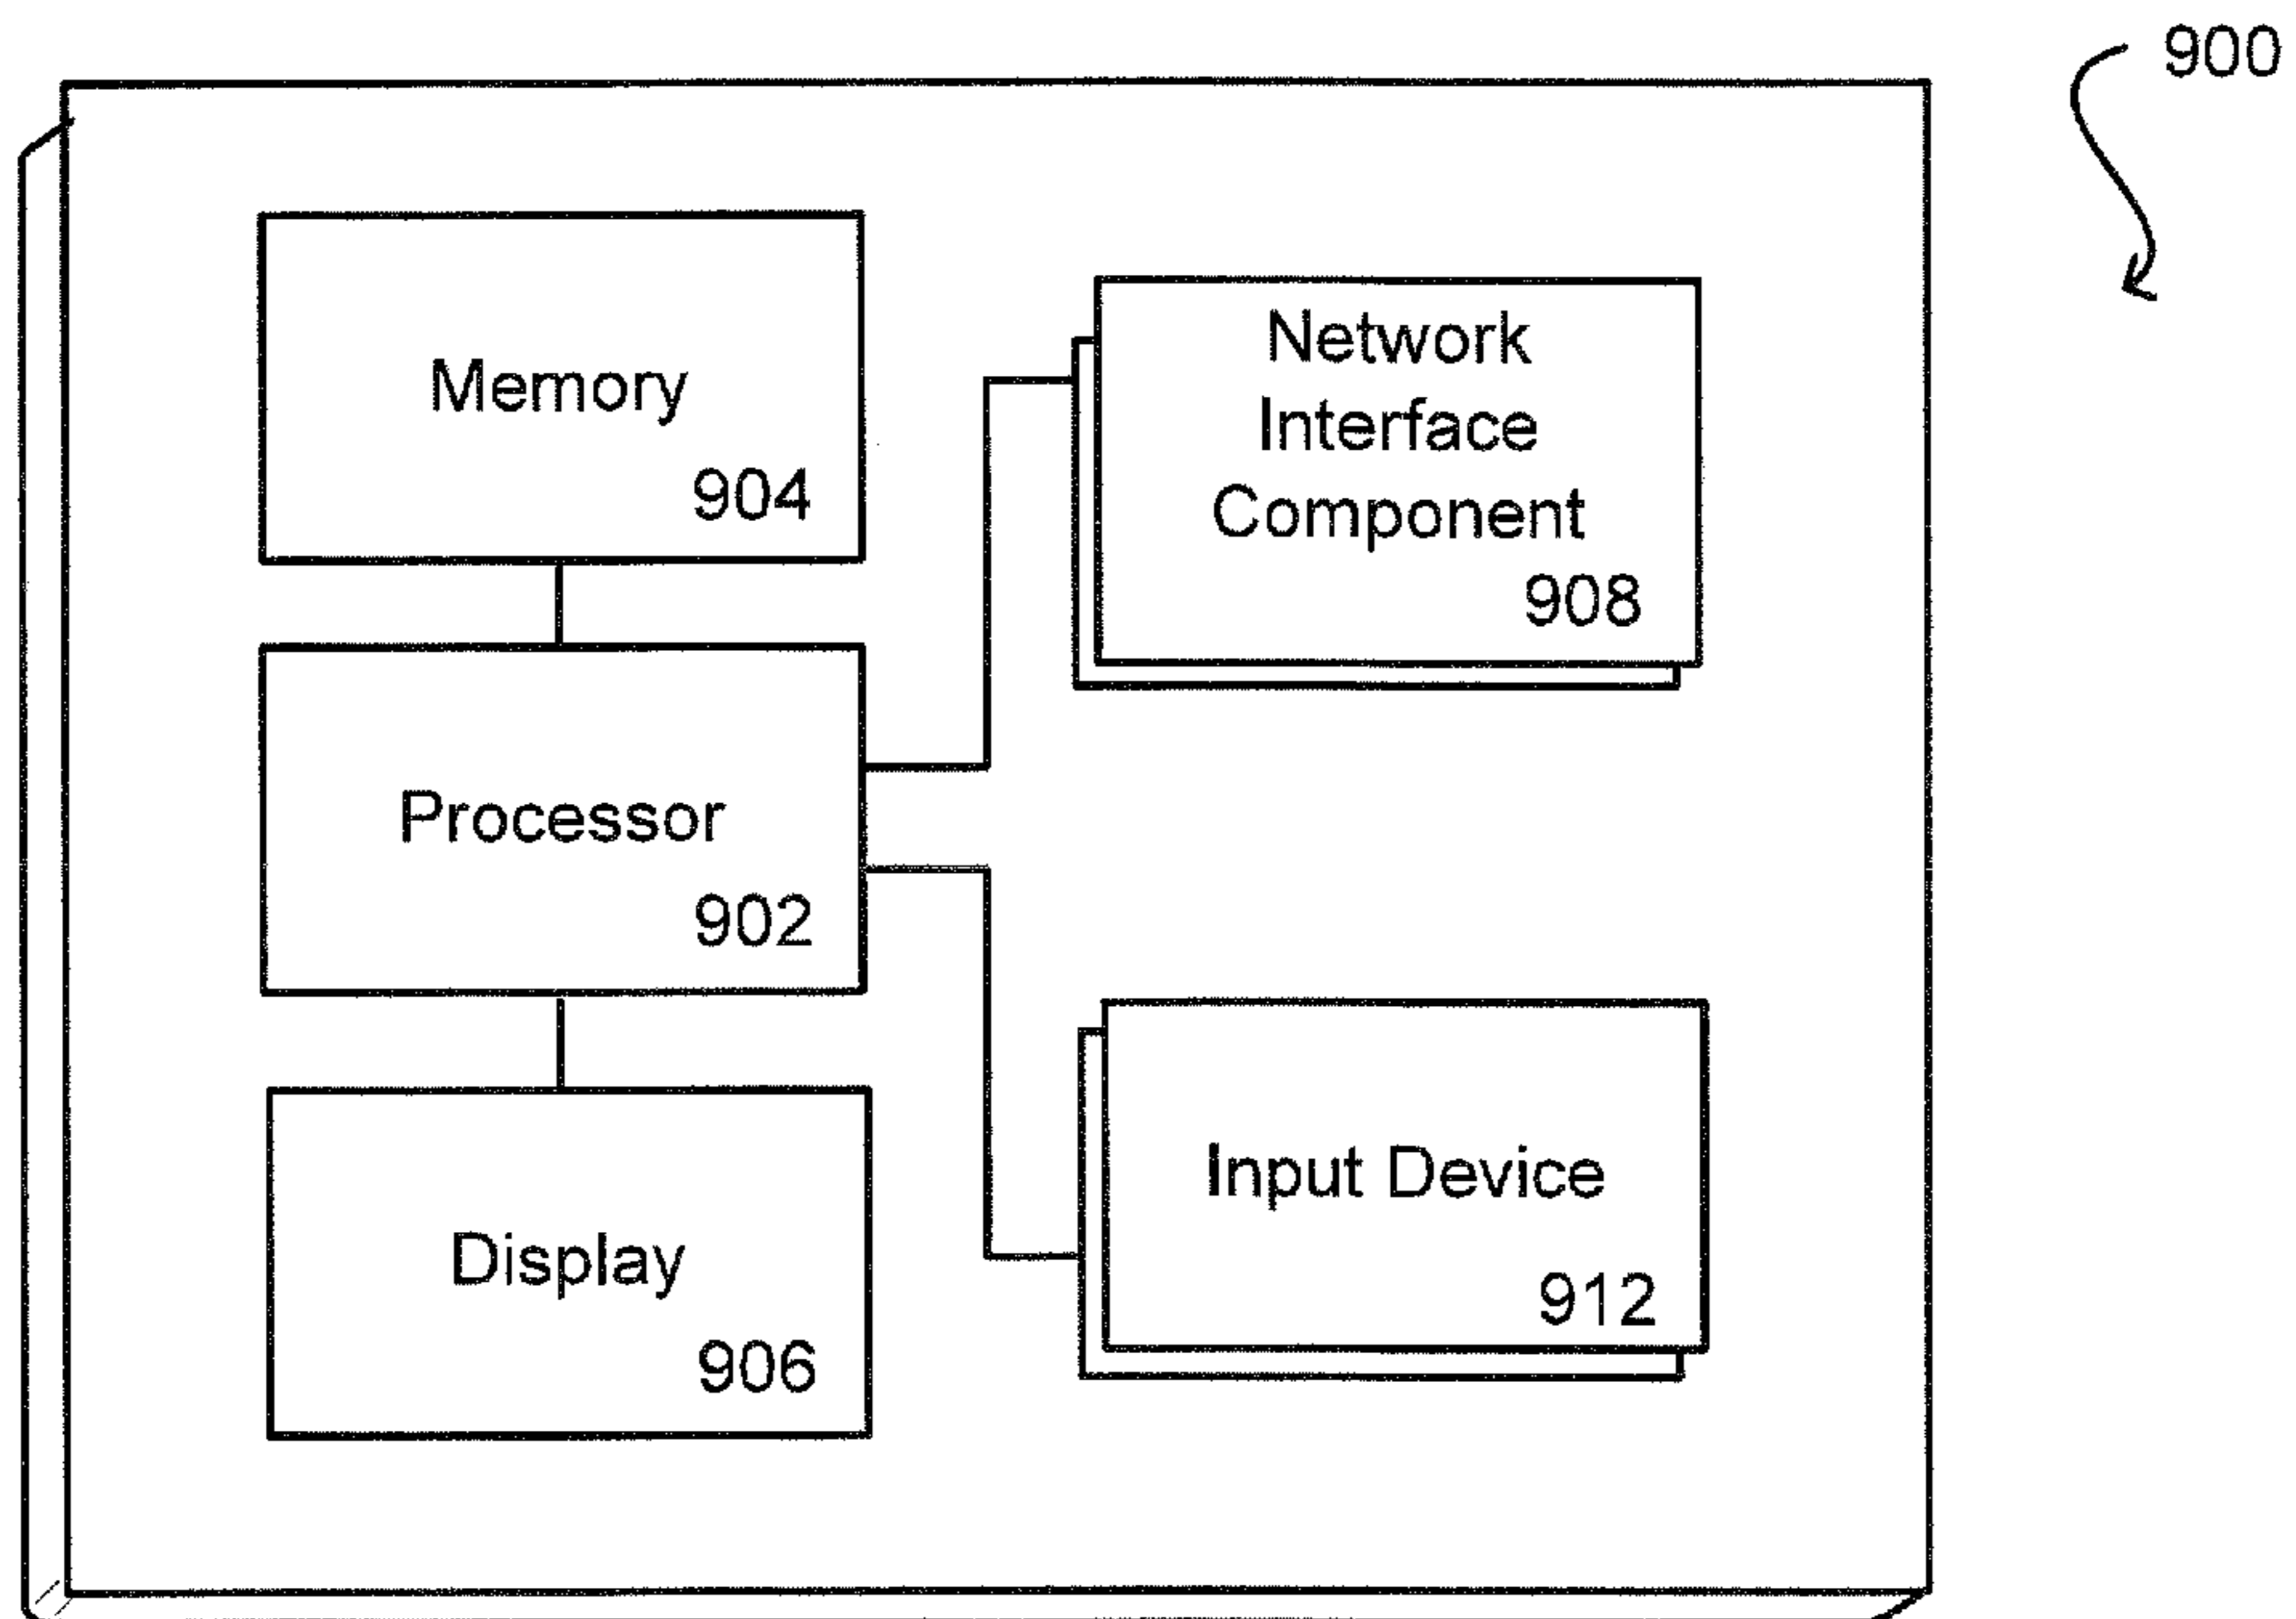 900
Memory
904
Network
Interface
Component
908
Processor
902
Input Device
912
Display
906